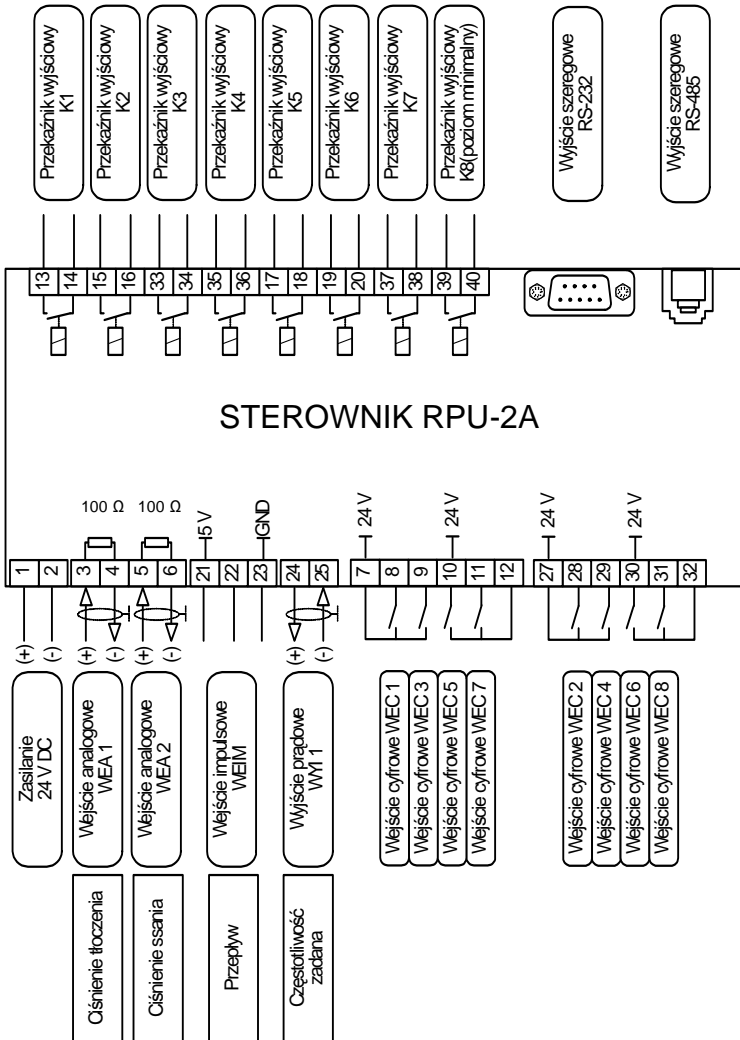 Przekaźnik wyjściowy
K1
Przekaźnik wyjściowy
K2
Przekaźnik wyjściowy
K3
Przekaźnik wyjściowy
K4
Przekaźnik wyjściowy
K5
Przekaźnik wyjściowy
K6
Przekaźnik wyjściowy
K7
Przekaźnik wyjściowy
K8(poziom minimalny)
Wyjście szeregowe
RS-232
Wyjście szeregowe
RS-485
13 14 15 16 33 34 35 36 17 18 19 20 37 38 39 40
STEROWNIK RPU-2A
100 Ω 100 Ω
5 V
GND
24 V
24 V
24 V
24 V
1 2 3 4 5 6 21 22 23 24 25 7 8 9 10 11 12 27 28 29 30 31 32
(+) (-) (+) (-) (+) (-) (+) (-)
Zasilanie
24 V DC
Wejście analogowe
WEA 1
Wejście analogowe
WEA 2
Wejście impulsowe
WEIM
Wyjście prądowe
WYI 1
Wejście cyfrowe WEC 1
Wejście cyfrowe WEC 3
Wejście cyfrowe WEC 5
Wejście cyfrowe WEC 7
Wejście cyfrowe WEC 2
Wejście cyfrowe WEC 4
Wejście cyfrowe WEC 6
Wejście cyfrowe WEC 8
Ciśnienie tłoczenia
Ciśnienie ssania
Przepływ
Częstotliwość
zadana